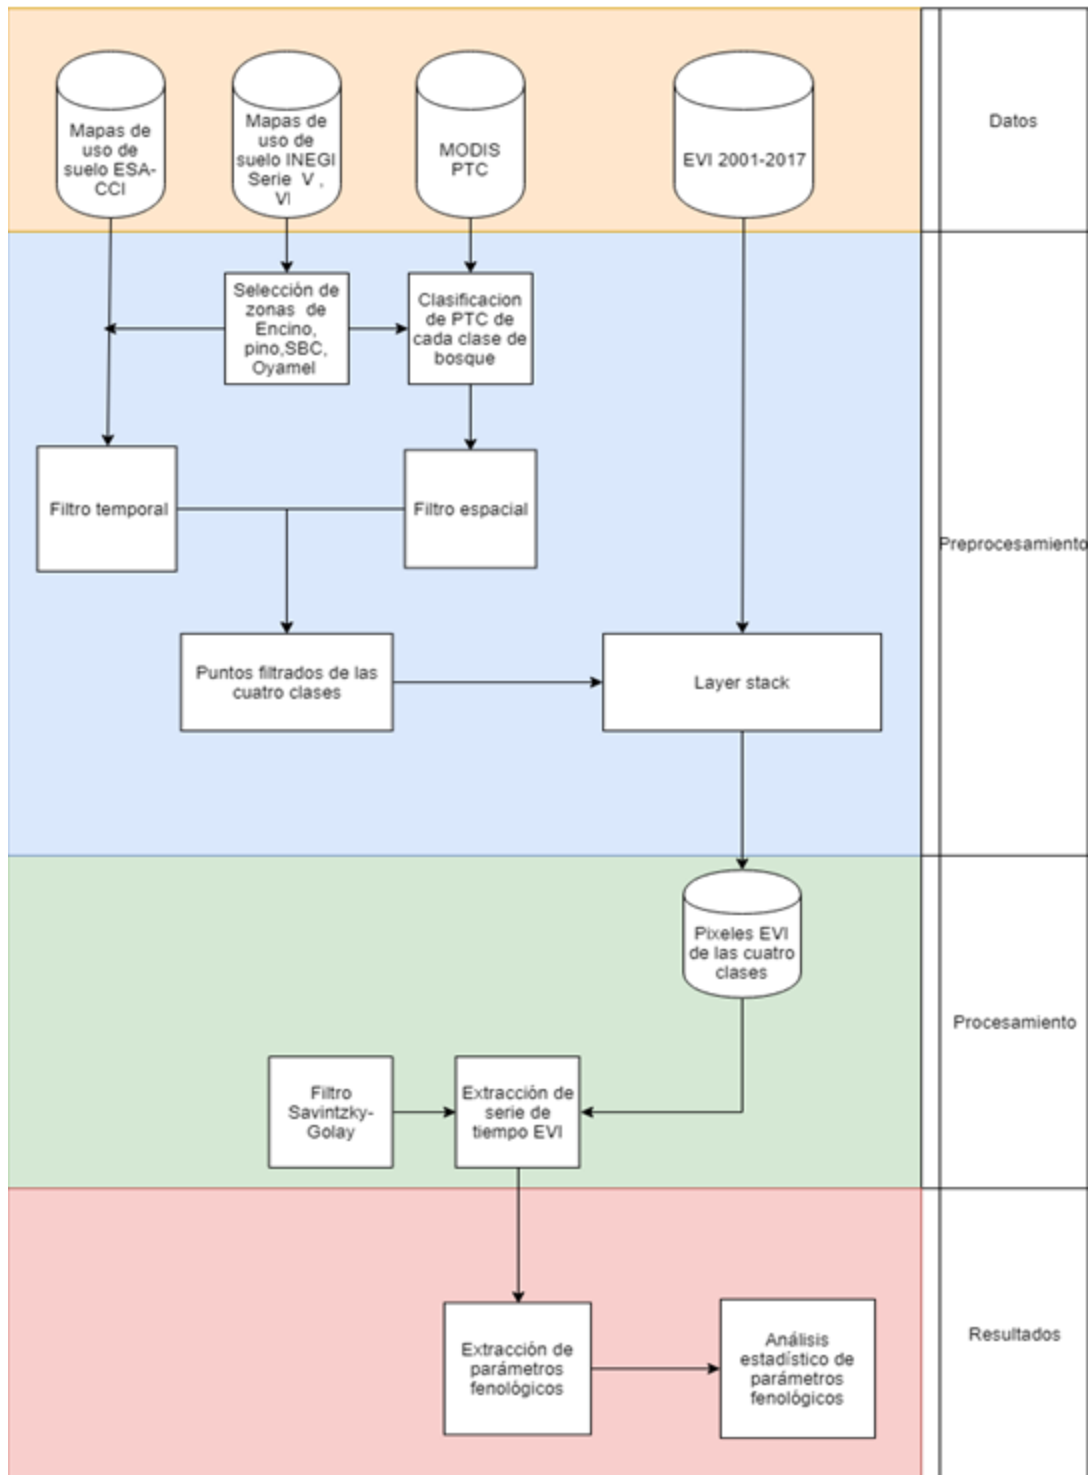 Mapas de
uso de
suelo ESA-
CCI
Mapas de
uso de
suelo INEGI
Serie V ,
VI
MODIS
PTC
EVI 2001-2017
Datos
Selección de
zonas de
Encino,
pino,SBC,
Oyamel
Clasificacion
de PTC de
cada clase de
bosque
Filtro temporal
Filtro espacial
Preprocesamiento
Puntos filtrados de las
cuatro clases
Layer stack
Pixeles EVI
de las cuatro
clases
Procesamiento
Filtro
Savintzky-
Golay
Extracción de
serie de
tiempo EVI
Extracción de
parámetros
fenológicos
Análisis
estadístico de
parámetros
fenológicos
Resultados